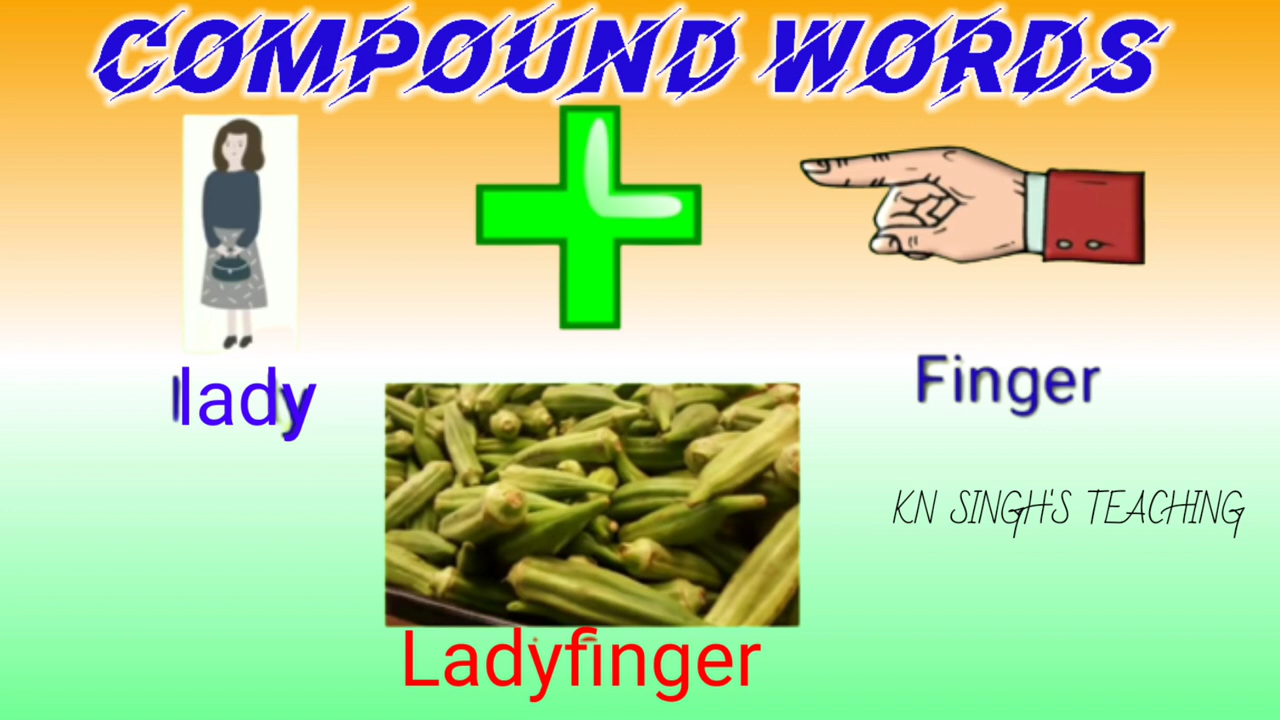 COMPOUND WORDS
lady
Finger
KN SINGH'S TEACHING
Ladyfinger